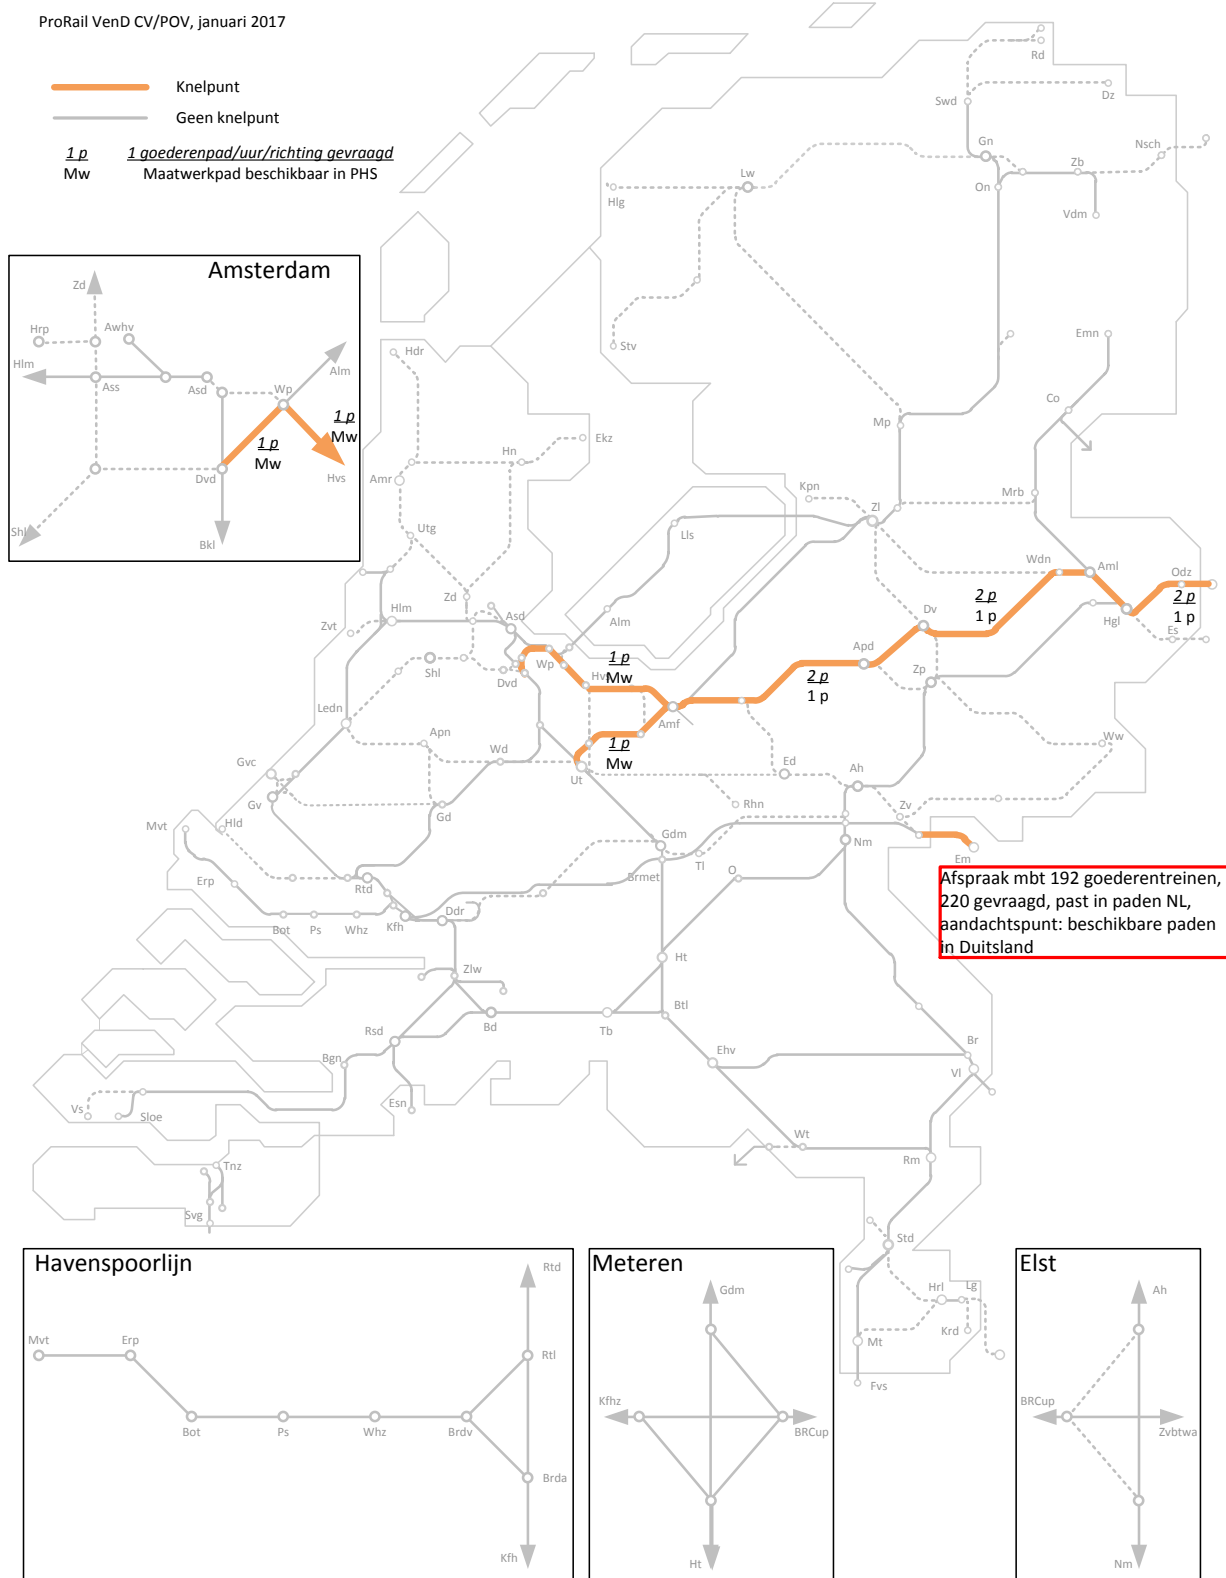 ProRail VenD CV/POV, januari 2017
Knelpunt
Geen knelpunt
1 p 1 goederenpad/uur/richting gevraagd
Mw Maatwerkpad beschikbaar in PHS
Rd
Swd
Dz
Gn
Nsch
Zb
On
Vdm
Lw
Hlg
Stv
Amsterdam
Zd
Hrp
Awhv
Hlm
Ass
Asd
Wp
Alm
1 p
Mw
1 p
Mw
Hvs
Dvd
Shl
Bkl
Hdr
Emn
Co
Mp
Ekz
Hn
Amr
Kpn
Mrb
Zl
Utg
Lls
Wdn
Aml
Odz
Zd
2 p
1 p
2 p
1 p
Hlm
Asd
Alm
Dv
Hgl
Es
Zvt
Wp
1 p
Mw
Apd
Shl
Dvd
Hvs
2 p
1 p
Zp
Ledn
Amf
Apn
1 p
Mw
Ww
Wd
Gvc
Ut
Ed
Ah
Gv
Rhn
Zv
Mvt
Hld
Gd
Gdm
Nm
Em
Tl
Brmet
O
Erp
Rtd
Afspraak mbt 192 goederentreinen,
220 gevraagd, past in paden NL,
aandachtspunt: beschikbare paden
in Duitsland
Ddr
Bot
Ps
Whz
Kfh
Ht
Zlw
Btl
Bd
Tb
Rsd
Br
Ehv
Bgn
Vl
Esn
Vs
Sloe
Wt
Rm
Tnz
Svg
Std
Hrl
Lg
Krd
Mt
Fvs
Havenspoorlijn
Rtd
Mvt
Erp
Rtl
Bot
Ps
Whz
Brdv
Brda
Kfh
Meteren
Gdm
Kfhz
BRCup
Ht
Elst
Ah
BRCup
Zvbtwa
Nm